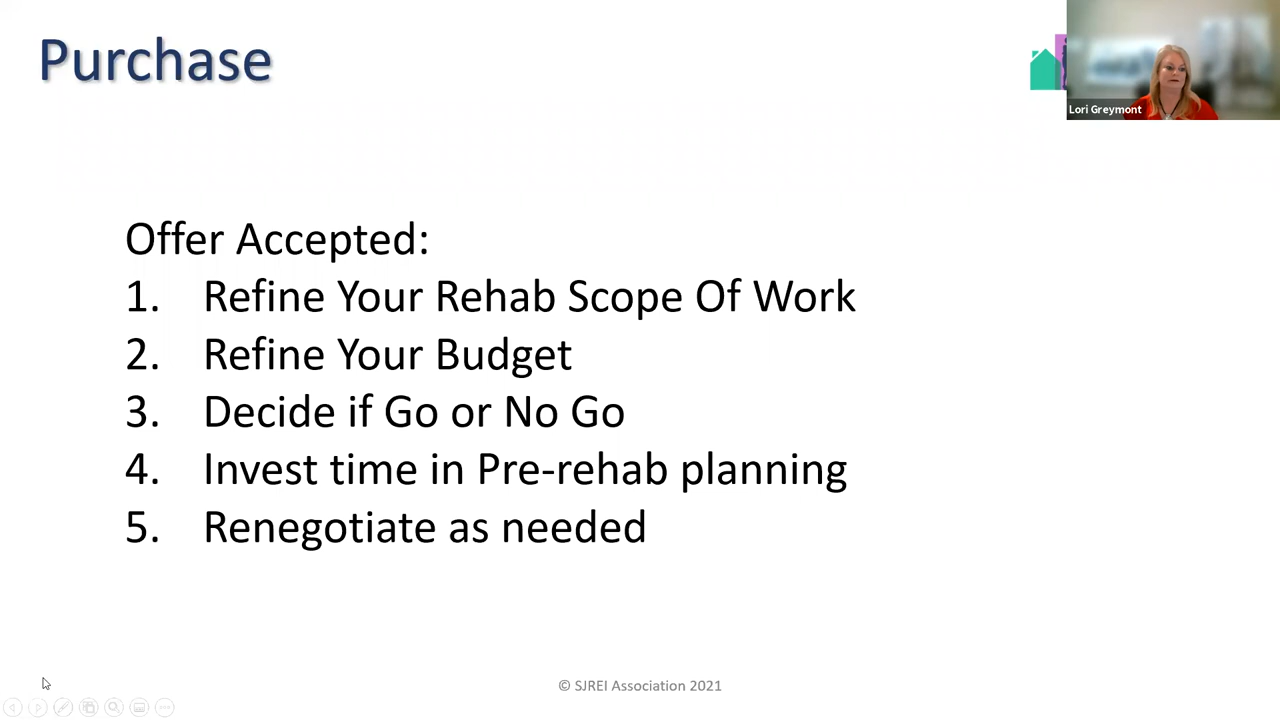 Purchase
Lori Greymont
Offer Accepted:
1. Refine Your Rehab Scope Of Work
2. Refine Your Budget
3. Decide if Go or No Go
4. Invest time in Pre-rehab planning
5. Renegotiate as needed
© SJREI Association 2021